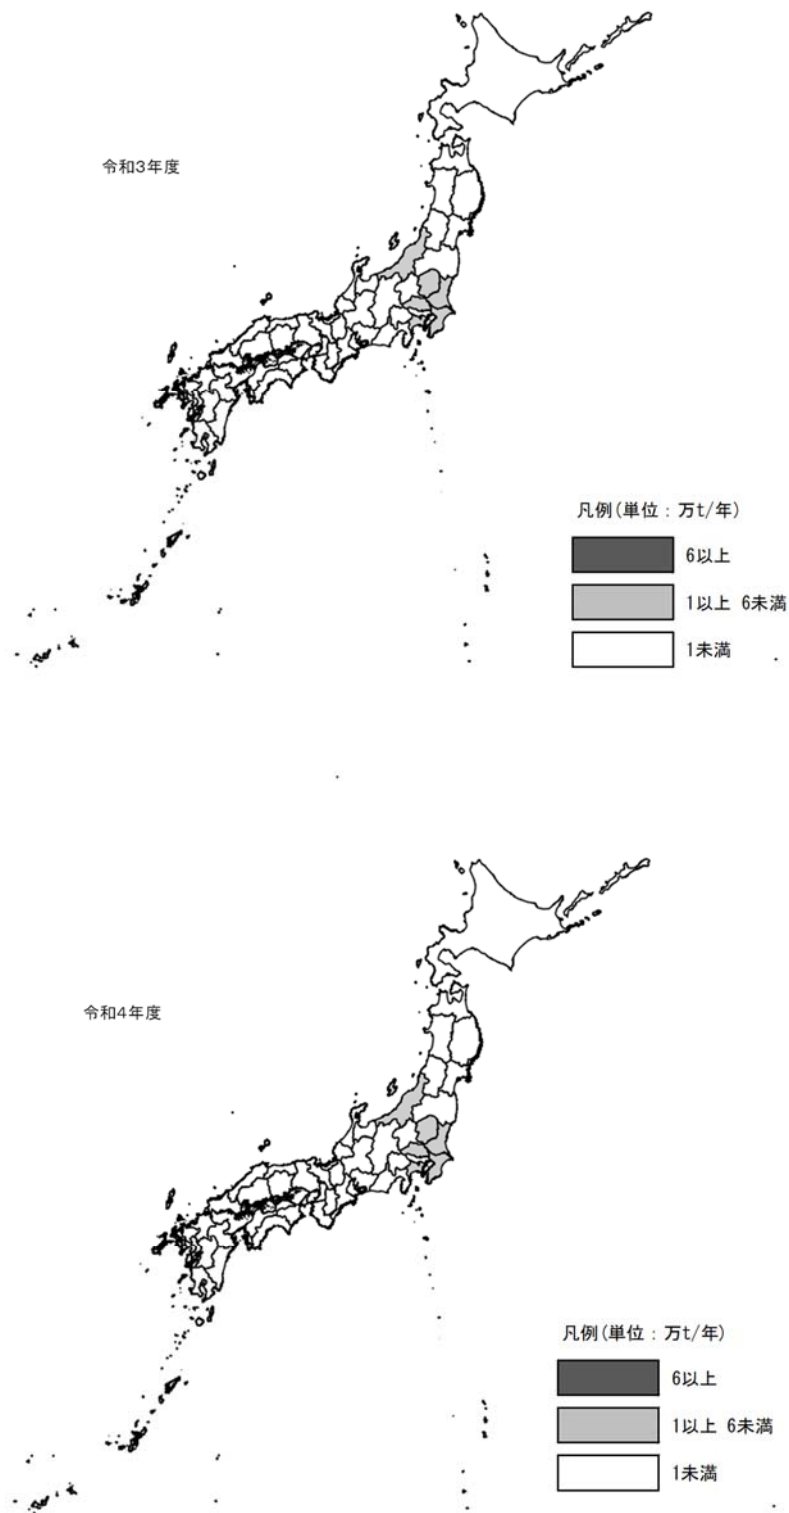 令和3年度
凡例(単位：万t/年)
6以上
1以上 6未満
1未満
令和4年度
凡例(単位：万t/年)
6以上
1以上 6未満
1未満